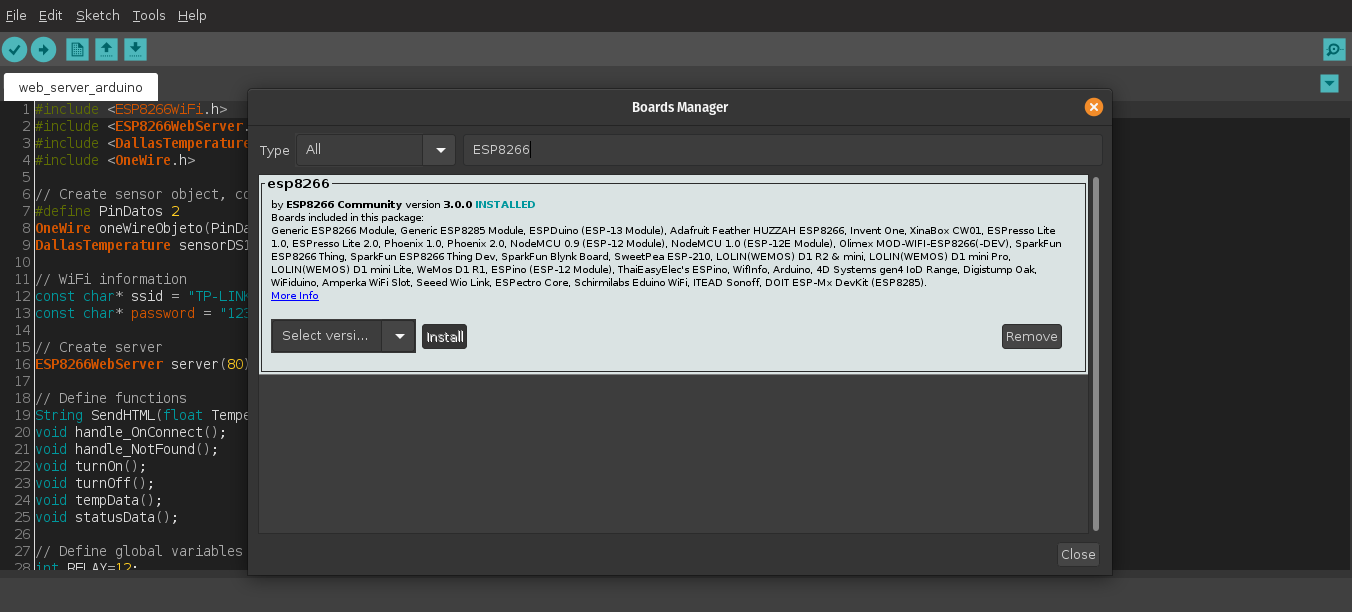 File Edit Sketch Tools Help
web_server_arduino
1 #include <ESP8266WiFi.h>
2 #include <ESP8266WebServer.
3 #include <DallasTemperature
4 #include <OneWire.h>
5
6 // Create sensor object, co
7 #define PinDatos 2
8 OneWire oneWireObjeto(PinDa
9 DallasTemperature sensorDS1
10
11 // WiFi information
12 const char* ssid = "TP-LINK
13 const char* password = "123
14
15 // Create server
16 ESP8266WebServer server(80)
17
18 // Define functions
19 String SendHTML(float Tempe
20 void handle_OnConnect();
21 void handle_NotFound();
22 void turnOn();
23 void turnOff();
24 void tempData();
25 void statusData();
26
27 // Define global variables
28 int RELAY=12;
Boards Manager
Type All ESP8266
esp8266
by ESP8266 Community version 3.0.0 INSTALLED
Boards included in this package:
Generic ESP8266 Module, Generic ESP8285 Module, ESPDuino (ESP-13 Module), Adafruit Feather HUZZAH ESP8266, Invent One, XinaBox CW01, ESPresso Lite
1.0, ESPresso Lite 2.0, Phoenix 1.0, Phoenix 2.0, NodeMCU 0.9 (ESP-12 Module), NodeMCU 1.0 (ESP-12E Module), Olimex MOD-WIFI-ESP8266(-DEV), SparkFun
ESP8266 Thing, SparkFun ESP8266 Thing Dev, SparkFun Blynk Board, SweetPea ESP-210, LOLIN(WEMOS) D1 R2 & mini, LOLIN(WEMOS) D1 mini Pro,
LOLIN(WEMOS) D1 mini Lite, WeMos D1 R1, ESPino (ESP-12 Module), ThaiEasyElec's ESPino, WifInfo, Arduino, 4D Systems gen4 IoD Range, Digistump Oak,
WiFiduino, Amperka WiFi Slot, Seeed Wio Link, ESPectro Core, Schirmilabs Eduino WiFi, ITEAD Sonoff, DOIT ESP-Mx DevKit (ESP8285).
More Info
Select versi... Install Remove
Close